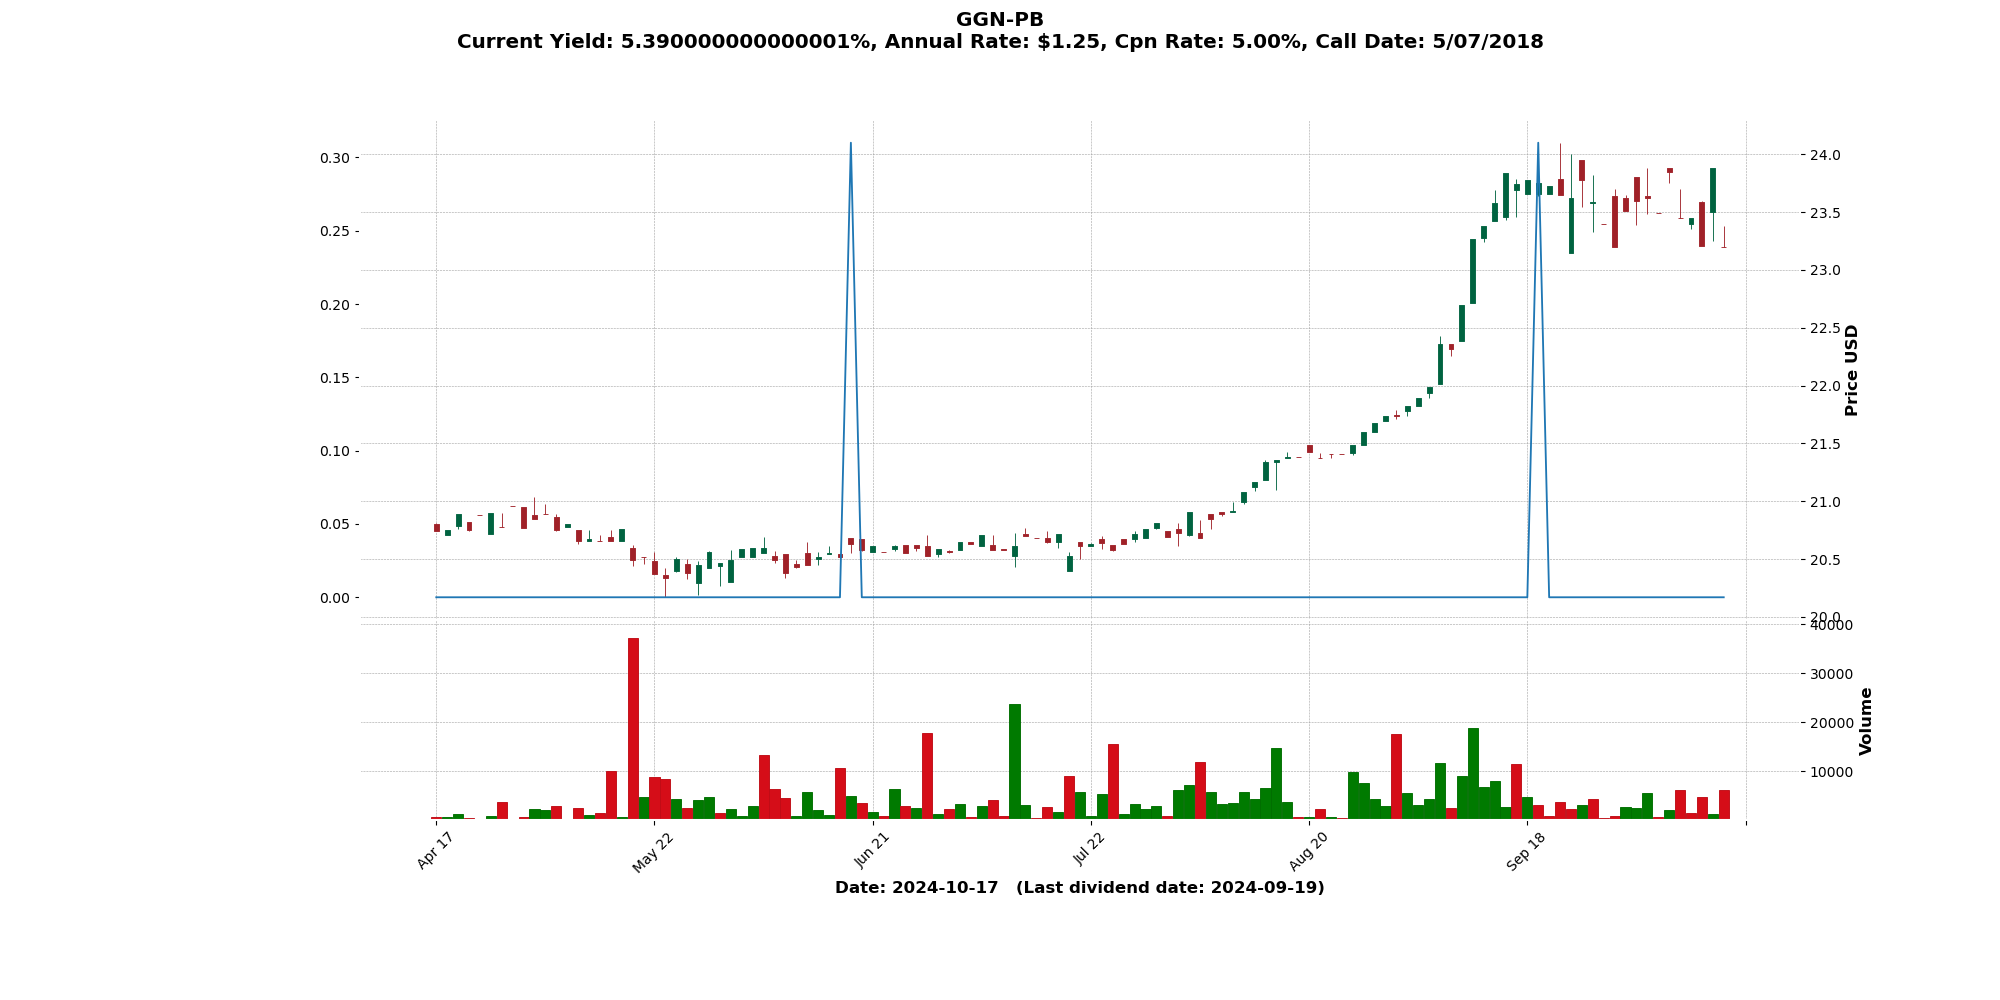 GGN-PB
Current Yield: 5.390000000000001%, Annual Rate: $1.25, Cpn Rate: 5.00%, Call Date: 5/07/2018
0.30
0.25
0.20
0.15
0.10
0.05
0.00
24.0
23.5
23.0
22.5
22.0
21.5
21.0
20.5
20.0
Price USD
40000
30000
20000
10000
Volume
Apr 17
May 22
Jun 21
Jul 22
Aug 20
Sep 18
Date: 2024-10-17 (Last dividend date: 2024-09-19)